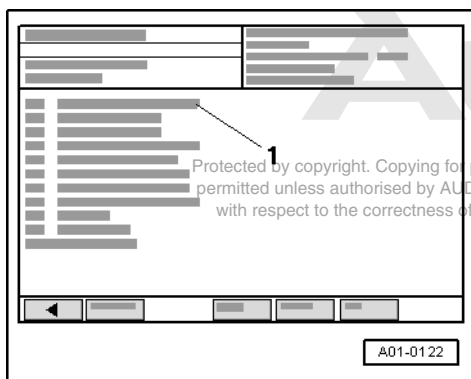 1
Protected by copyright. Copying for
permitted unless authorised by AUD
with respect to the correctness of
A01-0122